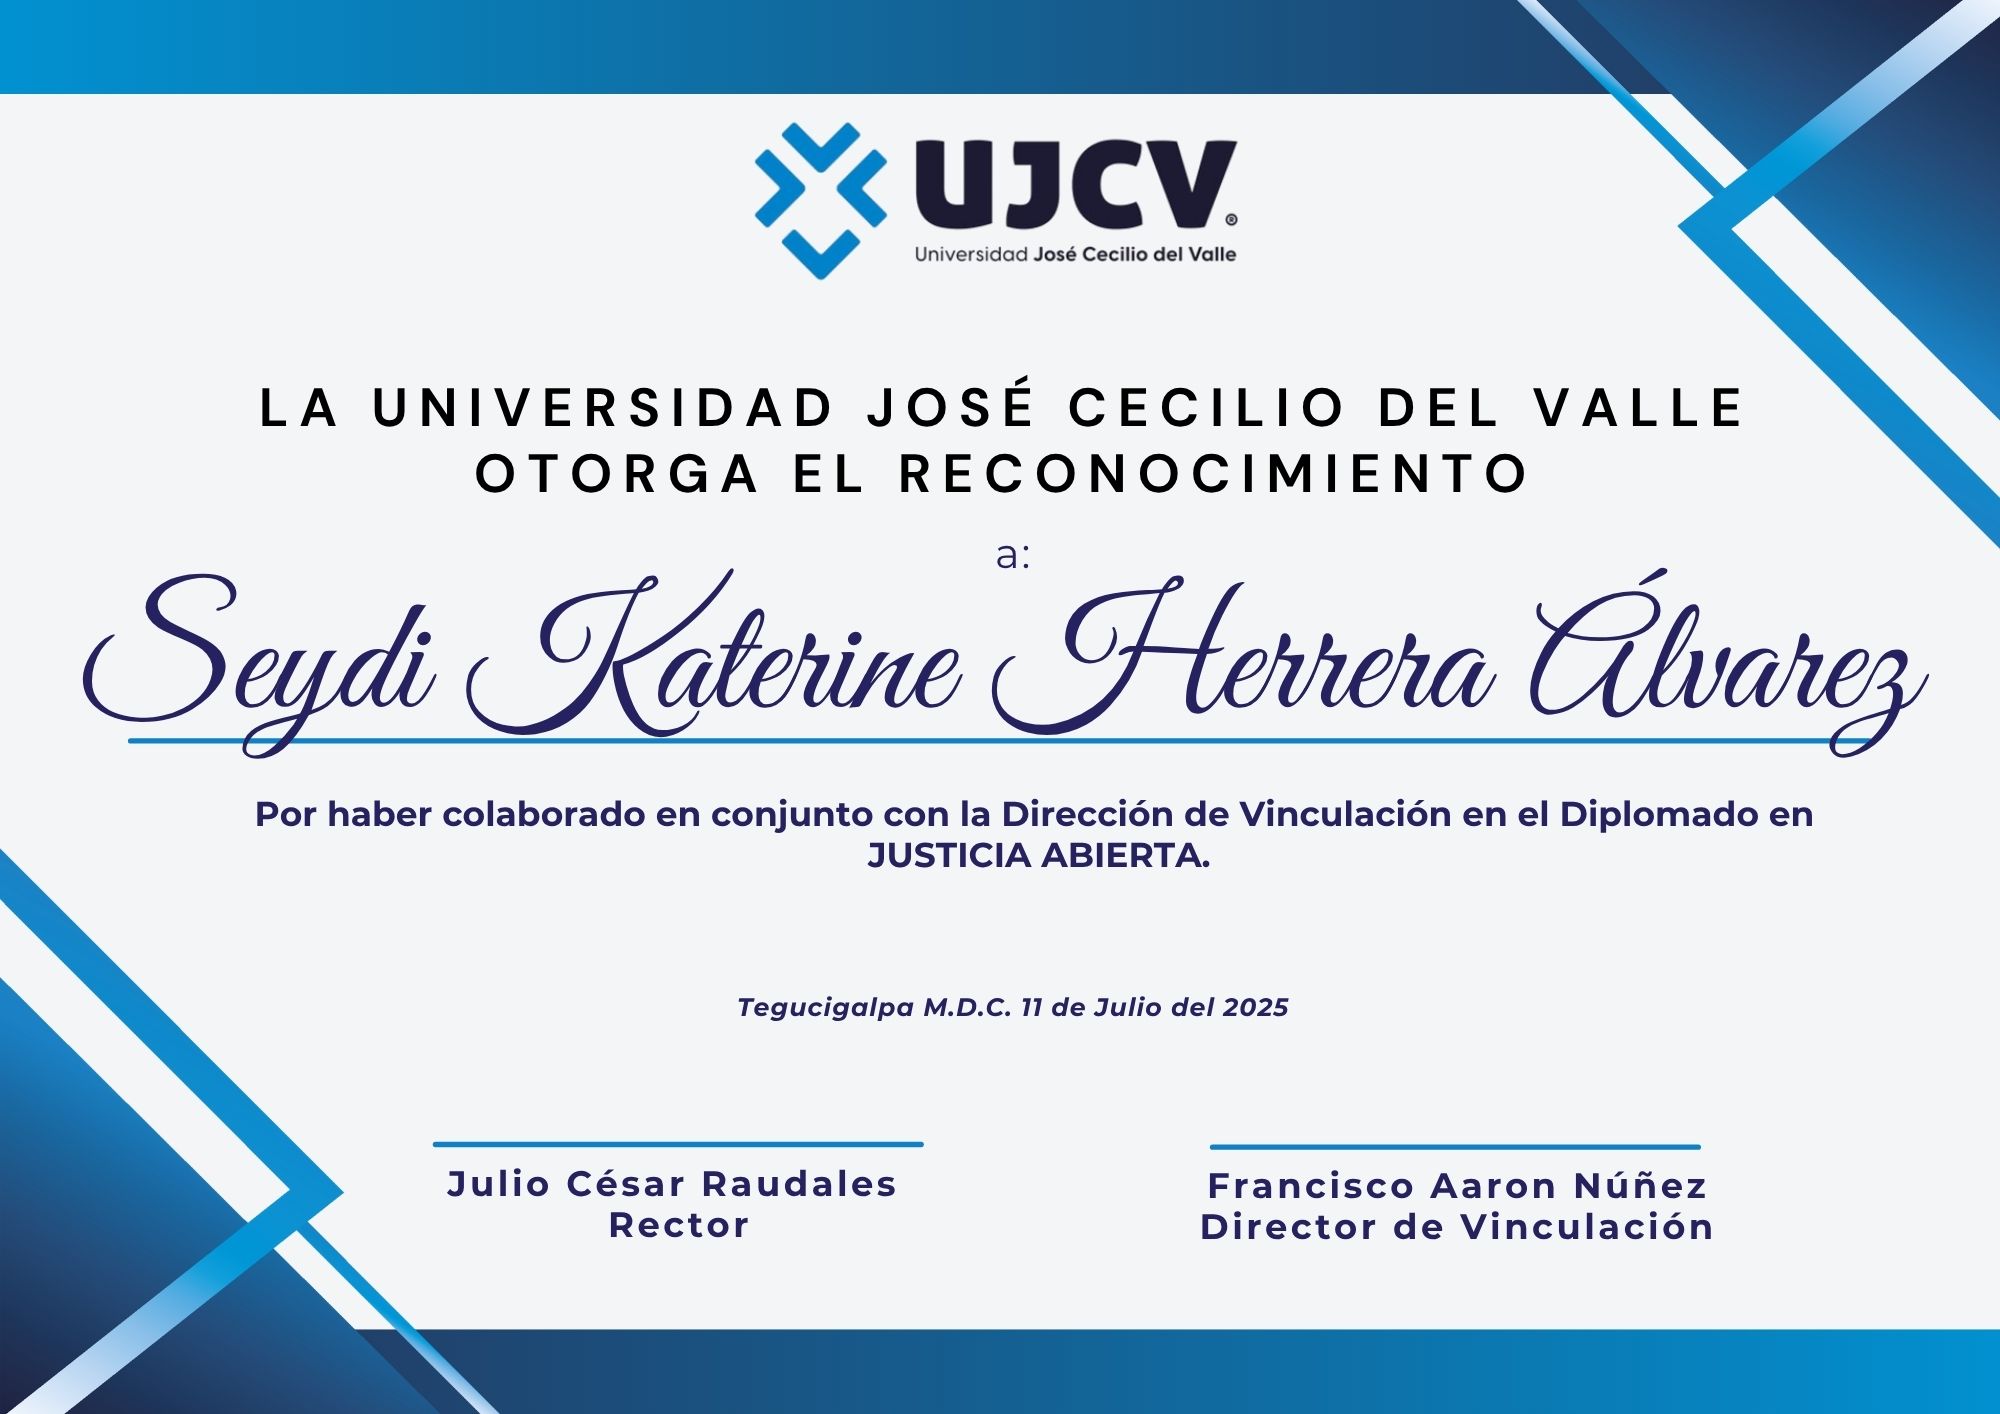 UJCV®
Universidad José Cecilio del Valle
LA UNIVERSIDAD JOSÉ CECILIO DEL VALLE
OTORGA EL RECONOCIMIENTO
a:
Seydi Katerine Herrera Álvarez
Por haber colaborado en conjunto con la Dirección de Vinculación en el Diplomado en
JUSTICIA ABIERTA.
Tegucigalpa M.D.C. 11 de Julio del 2025
Julio César Raudales
Rector
Francisco Aaron Núñez
Director de Vinculación